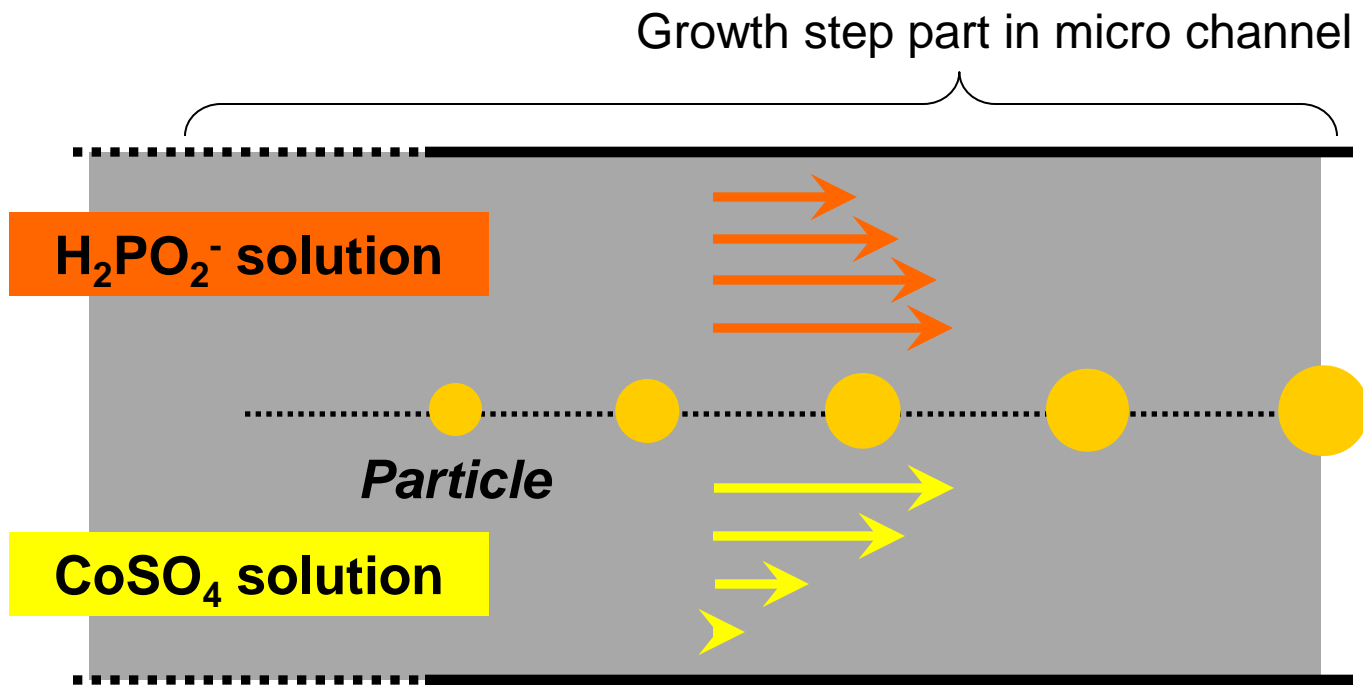 Growth step part in micro channel
H₂PO₂⁻ solution
Particle
CoSO₄ solution